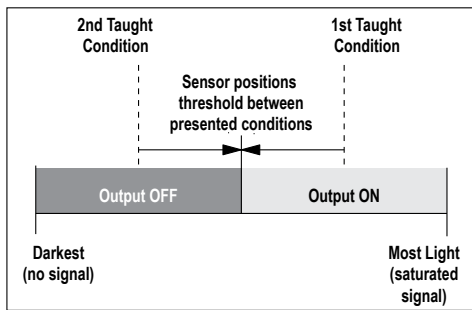 2nd Taught
Condition
1st Taught
Condition
Sensor positions
threshold between
presented conditions
Output OFF
Output ON
Darkest
(no signal)
Most Light
(saturated
signal)